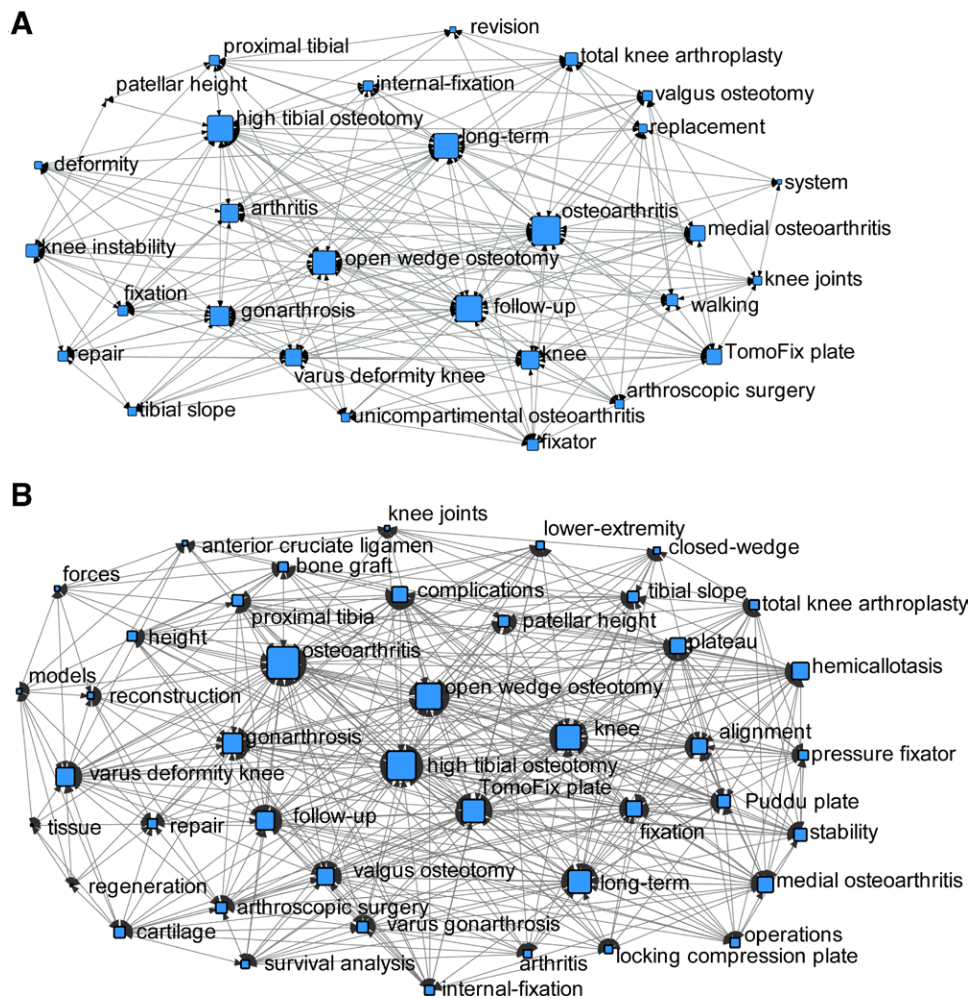 A
revision
proximal tibial
total knee arthroplasty
patellar height
internal-fixation
valgus osteotomy
high tibial osteotomy
long-term
replacement
deformity
system
arthritis
osteoarthritis
medial osteoarthritis
knee instability
open wedge osteotomy
knee joints
fixation
gonarthrosis
follow-up
walking
repair
varus deformity knee
knee
TomoFix plate
arthroscopic surgery
tibial slope
unicompartimental osteoarthritis
fixator
B
knee joints
lower-extremity
anterior cruciate ligamen
closed-wedge
forces
bone graft
complications
tibial slope
total knee arthroplasty
proximal tibia
patellar height
height
osteoarthritis
plateau
hemicallotasis
models
reconstruction
open wedge osteotomy
gonarthrosis
knee
alignment
pressure fixator
varus deformity knee
high tibial osteotomy
TomoFix plate
Puddu plate
tissue
repair
follow-up
fixation
stability
regeneration
valgus osteotomy
long-term
medial osteoarthritis
arthroscopic surgery
cartilage
varus gonarthrosis
operations
survival analysis
arthritis
locking compression plate
internal-fixation